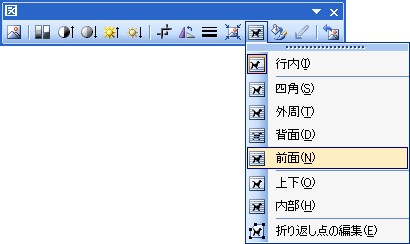 図
行内(I)
四角(S)
外周(T)
背面(D)
前面(N)
上下(O)
内部(H)
折り返し点の編集(E)